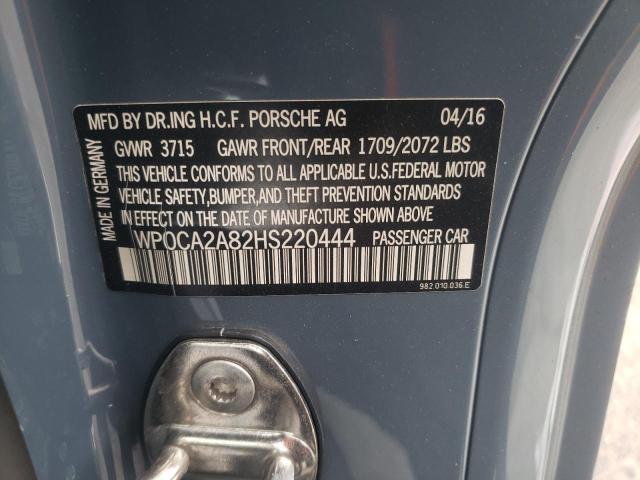 MFD BY DR.ING H.C.F. PORSCHE AG 04/16
GVWR 3715 GAWR FRONT/REAR 1709/2072 LBS
THIS VEHICLE CONFORMS TO ALL APPLICABLE U.S.FEDERAL MOTOR
VEHICLE SAFETY,BUMPER,AND THEFT PREVENTION STANDARDS
IN EFFECT ON THE DATE OF MANUFACTURE SHOWN ABOVE
WP0CA2A82HS220444 PASSENGER CAR
982.010.036.E
MADE IN GERMANY